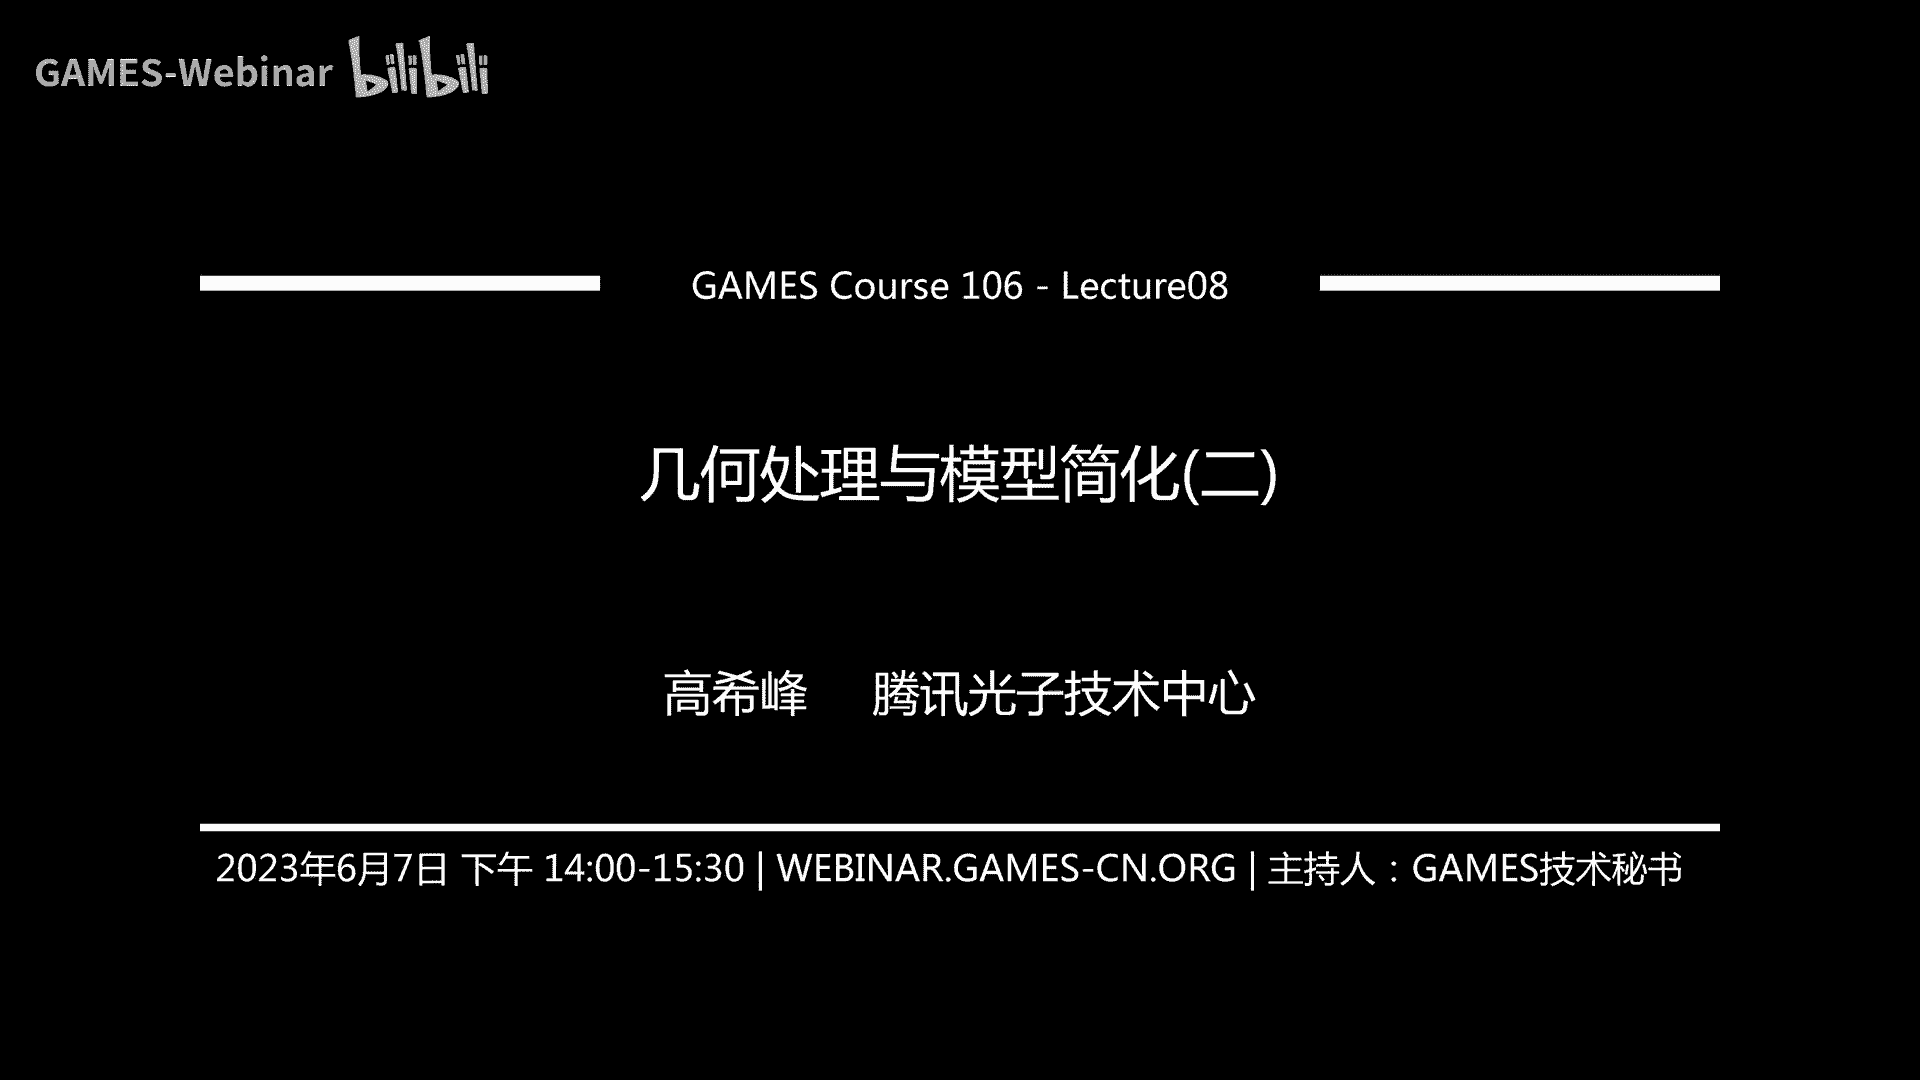 GAMES-Webinar bilibili
GAMES Course 106 - Lecture08
几何处理与模型简化(二)
高希峰 腾讯光子技术中心
2023年6月7日 下午 14:00-15:30 | WEBINAR.GAMES-CN.ORG | 主持人：GAMES技术秘书